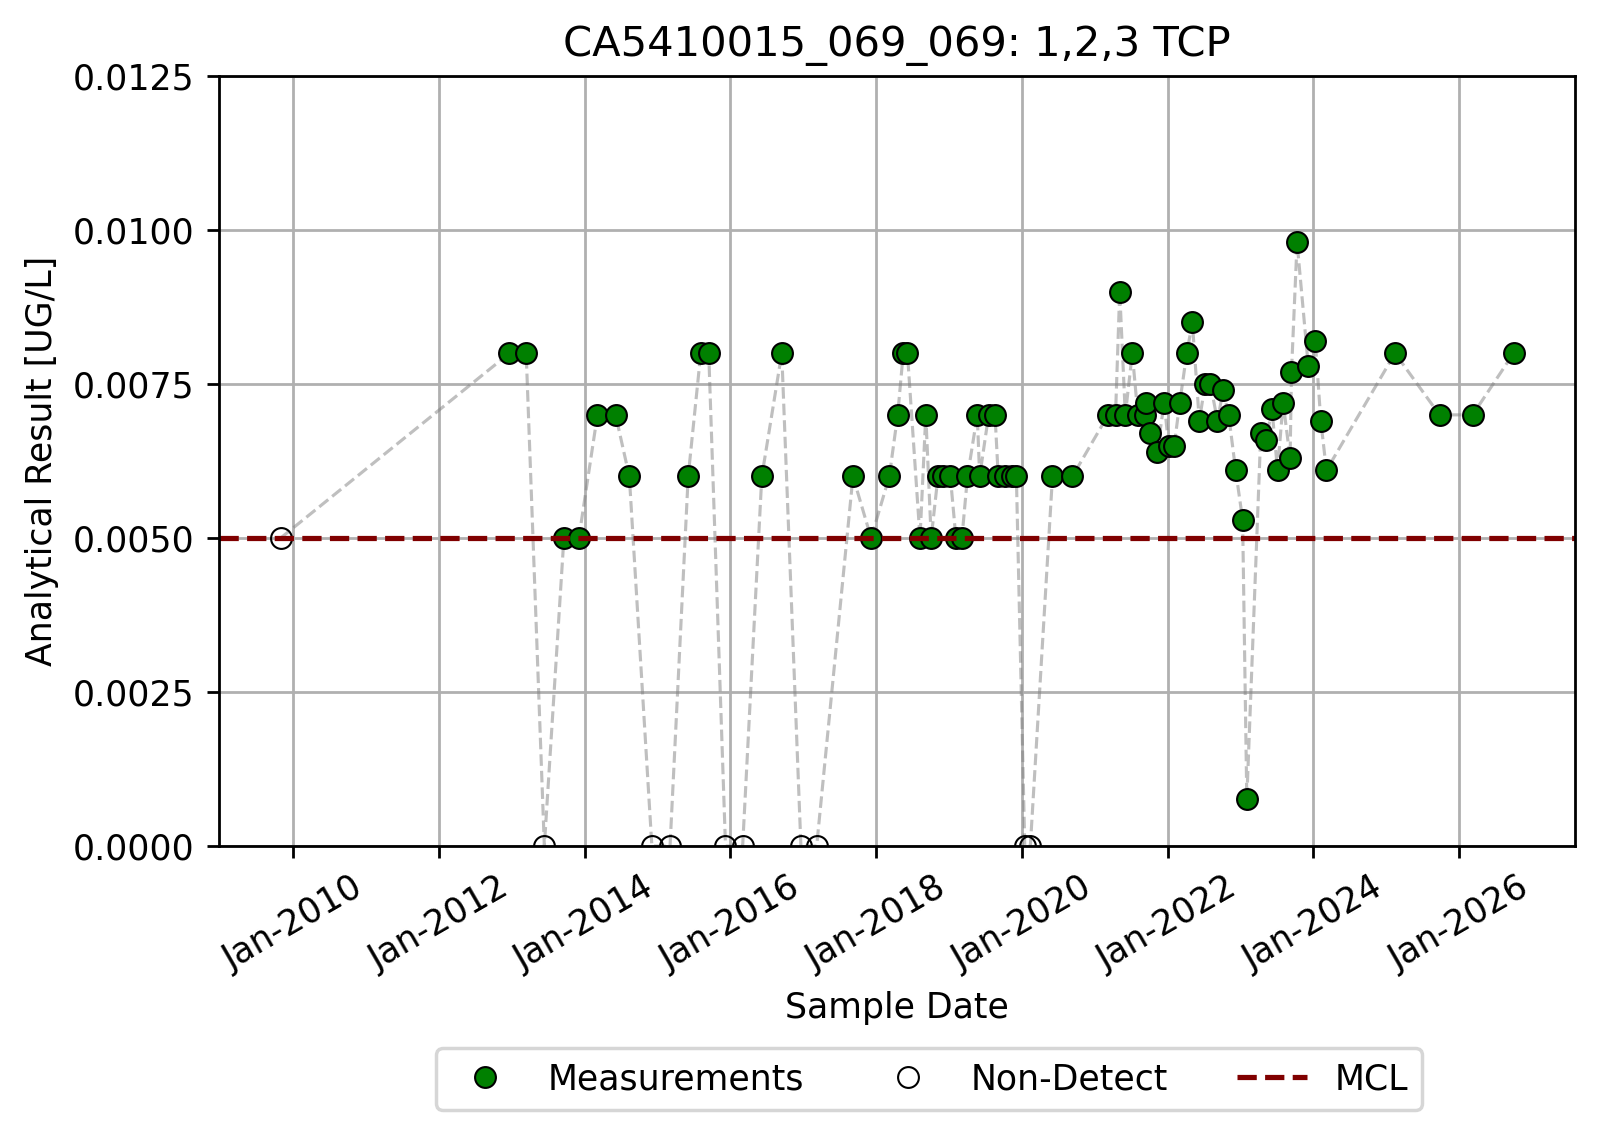 CA5410015_069_069: 1,2,3 TCP
0.0125
0.0100
0.0075
0.0050
0.0025
0.0000
Analytical Result [UG/L]
Jan-2010
Jan-2012
Jan-2014
Jan-2016
Jan-2018
Jan-2020
Jan-2022
Jan-2024
Jan-2026
Sample Date
Measurements
Non-Detect
MCL